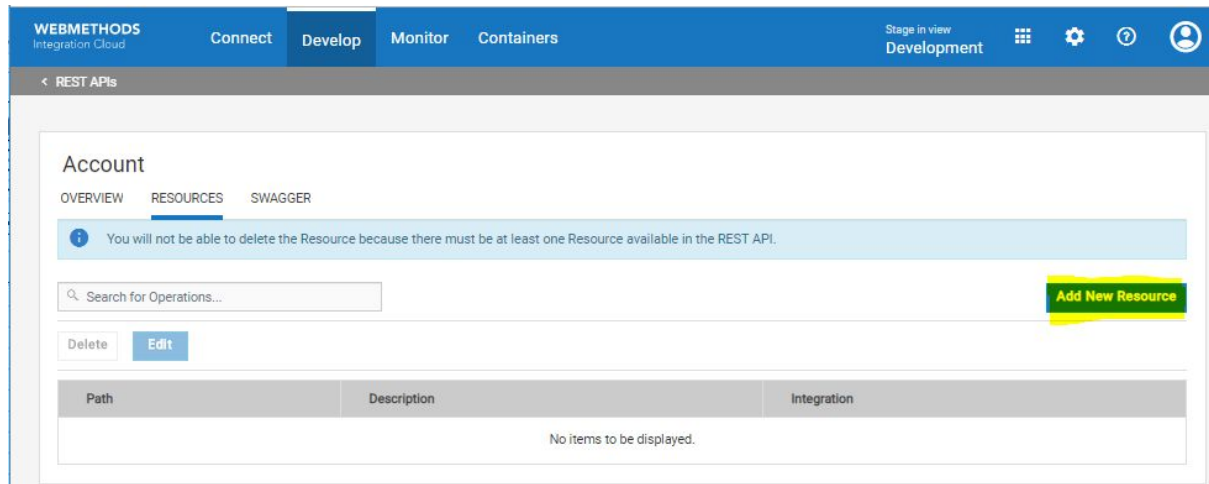 WEBMETHODS
Integration Cloud
Connect Develop Monitor Containers
Stage in view
Development
< REST APIs
Account
OVERVIEW RESOURCES SWAGGER
You will not be able to delete the Resource because there must be at least one Resource available in the REST API.
Search for Operations...
Add New Resource
Delete Edit
Path Description Integration
No items to be displayed.